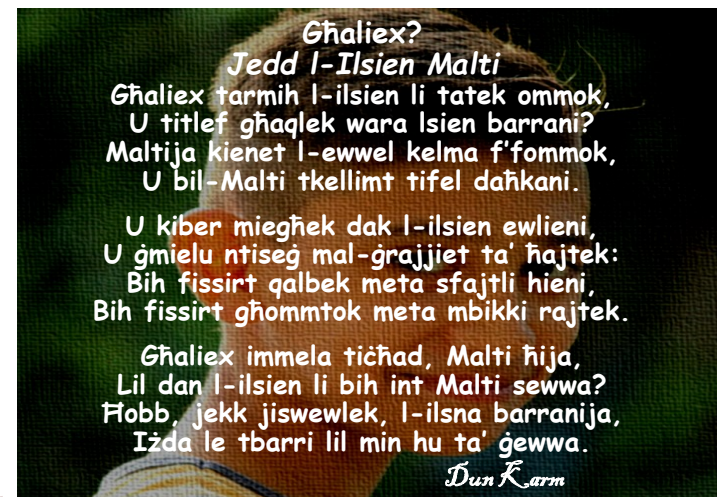 Għaliex?
Jedd l-Ilsien Malti
Għaliex tarmih l-ilsien li tatek ommok,
U titlef għaqlek wara lsien barrani?
Maltija kienet l-ewwel kelma f'fommok,
U bil-Malti tkellimt tifel daħkani.
U kiber miegħek dak l-ilsien ewlieni,
U ġmielu ntiseġ mal-ġrajjiet ta' ħajtek:
Bih fissirt qalbek meta sfajtli hieni,
Bih fissirt għommtok meta mbikki rajtek.
Għaliex immela tiċħad, Malti ħija,
Lil dan l-ilsien li bih int Malti sewwa?
Ħobb, jekk jiswewlek, l-ilsna barranija,
Iżda le tbarri lil min hu ta' ġewwa.
Dun Karm